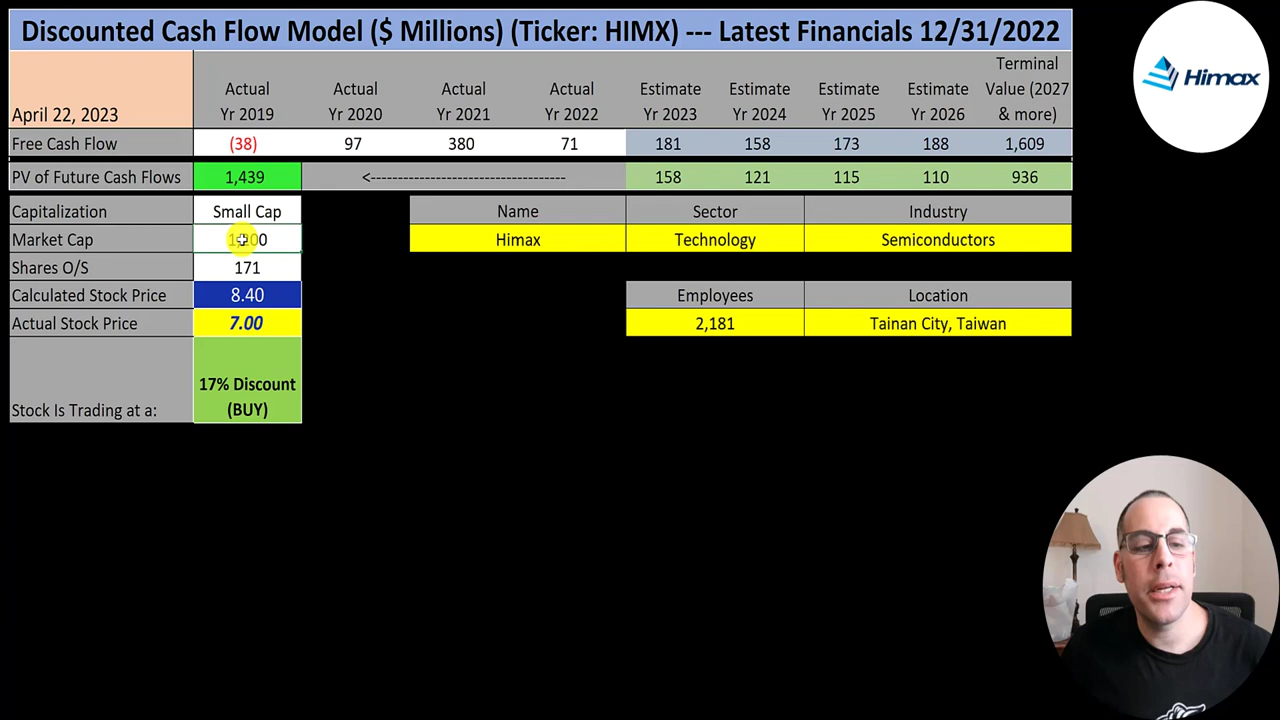 Discounted Cash Flow Model ($ Millions) (Ticker: HIMX) --- Latest Financials 12/31/2022
Himax
April 22, 2023 Actual Yr 2019 Actual Yr 2020 Actual Yr 2021 Actual Yr 2022 Estimate Yr 2023 Estimate Yr 2024 Estimate Yr 2025 Estimate Yr 2026 Terminal Value (2027 & more)
Free Cash Flow (38) 97 380 71 181 158 173 188 1,609
PV of Future Cash Flows 1,439 <------------------------------------ 158 121 115 110 936
Capitalization Small Cap Name Sector Industry
Market Cap Himax Technology Semiconductors
Shares O/S 171
Calculated Stock Price 8.40 Employees Location
Actual Stock Price 7.00 2,181 Tainan City, Taiwan
Stock Is Trading at a: 17% Discount (BUY)